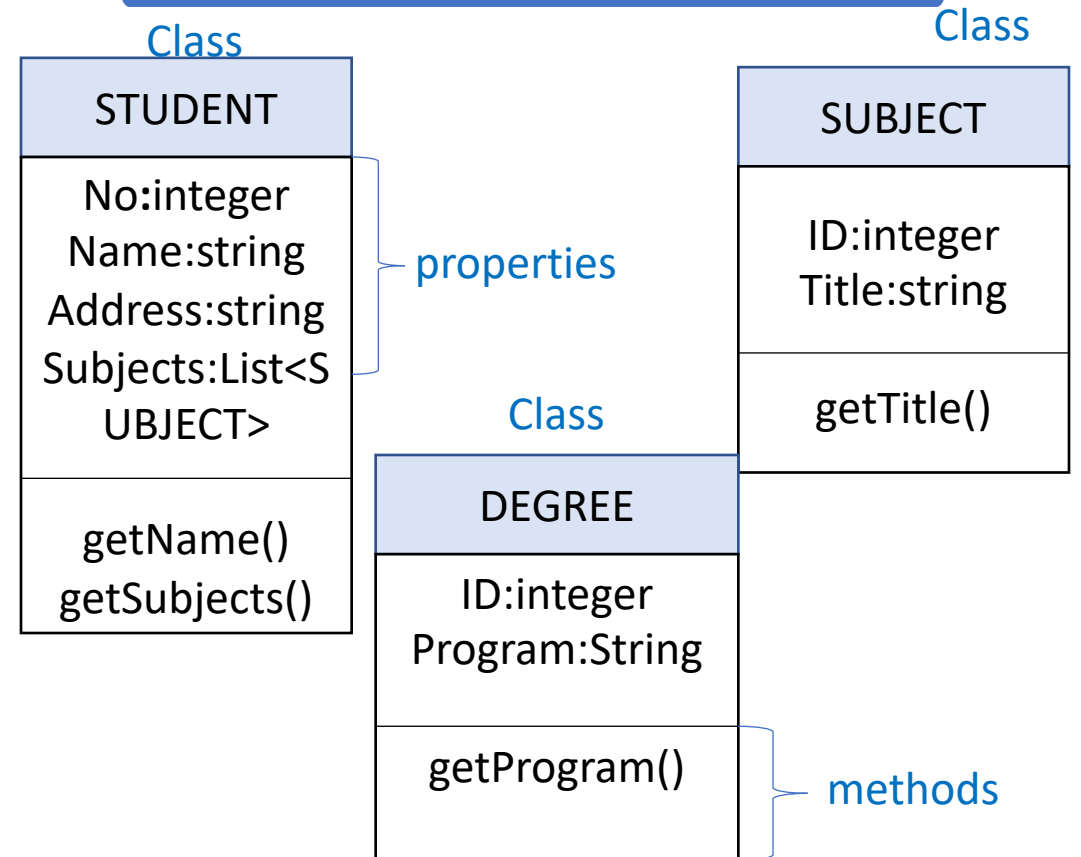 Class
STUDENT
No:integer
Name:string
Address:string
Subjects:List<S
UBJECT>
getName()
getSubjects()
properties
Class
SUBJECT
ID:integer
Title:string
getTitle()
Class
DEGREE
ID:integer
Program:String
getProgram()
methods